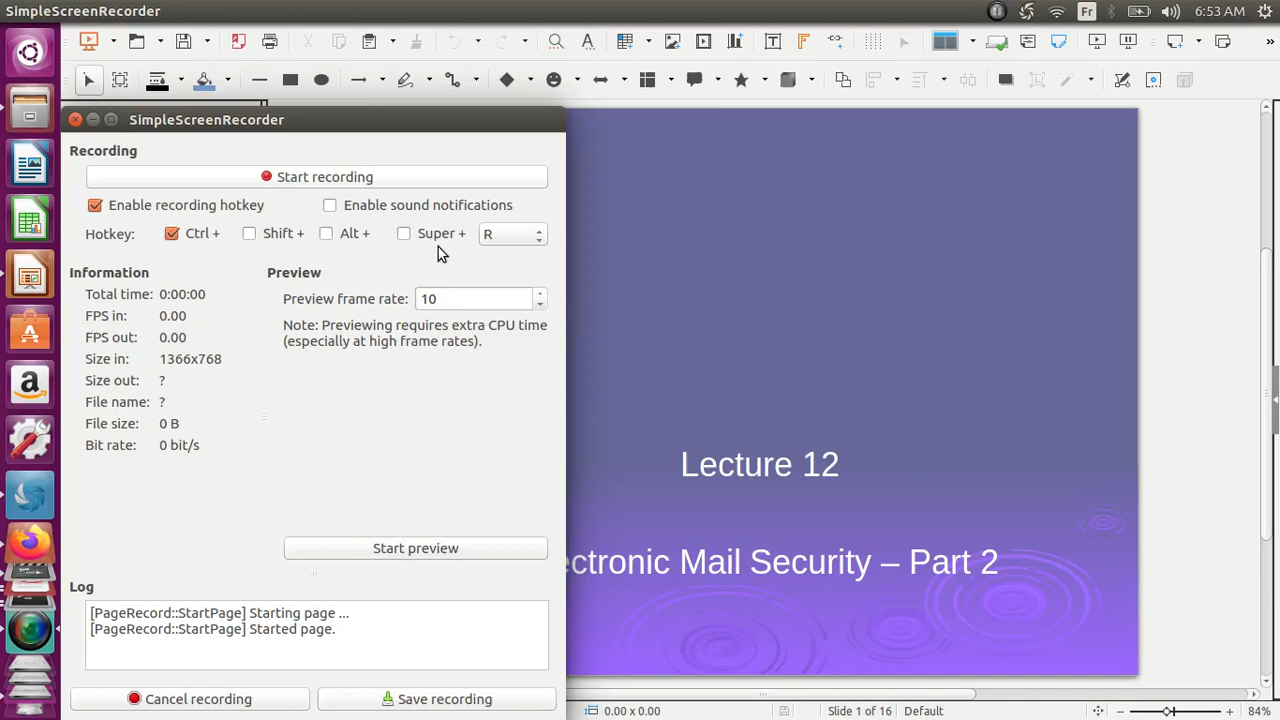 SimpleScreenRecorder
Fr
6:53 AM
SimpleScreenRecorder
Recording
Start recording
Enable recording hotkey
Enable sound notifications
Hotkey:
Ctrl +
Shift +
Alt +
Super +
R
Information
Total time: 0:00:00
FPS in: 0.00
FPS out: 0.00
Size in: 1366x768
Size out: ?
File name: ?
File size: 0 B
Bit rate: 0 bit/s
Preview
Preview frame rate: 10
Note: Previewing requires extra CPU time
(especially at high frame rates).
Start preview
Log
[PageRecord::StartPage] Starting page ...
[PageRecord::StartPage] Started page.
Cancel recording
Save recording
Lecture 12
ectronic Mail Security – Part 2
0.00 x 0.00
Slide 1 of 16
Default
84%